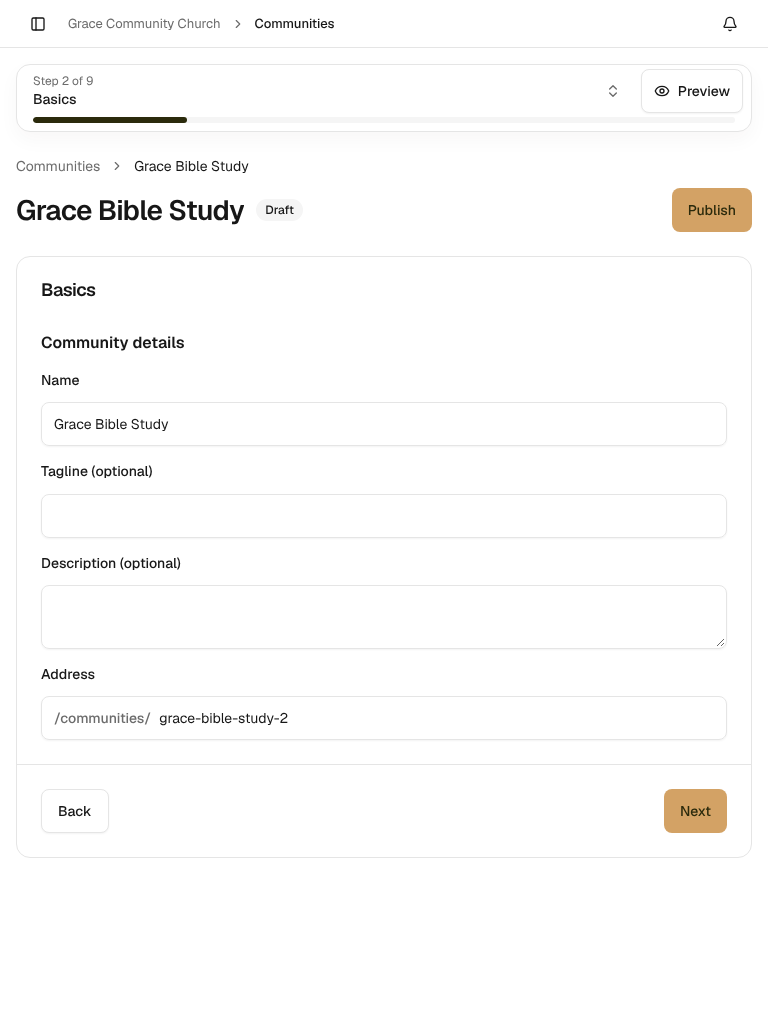 Grace Community Church > Communities
Step 2 of 9
Basics
Preview
Communities > Grace Bible Study
Grace Bible Study Draft
Publish
Basics
Community details
Name
Grace Bible Study
Tagline (optional)
Description (optional)
Address
/communities/ grace-bible-study-2
Back
Next